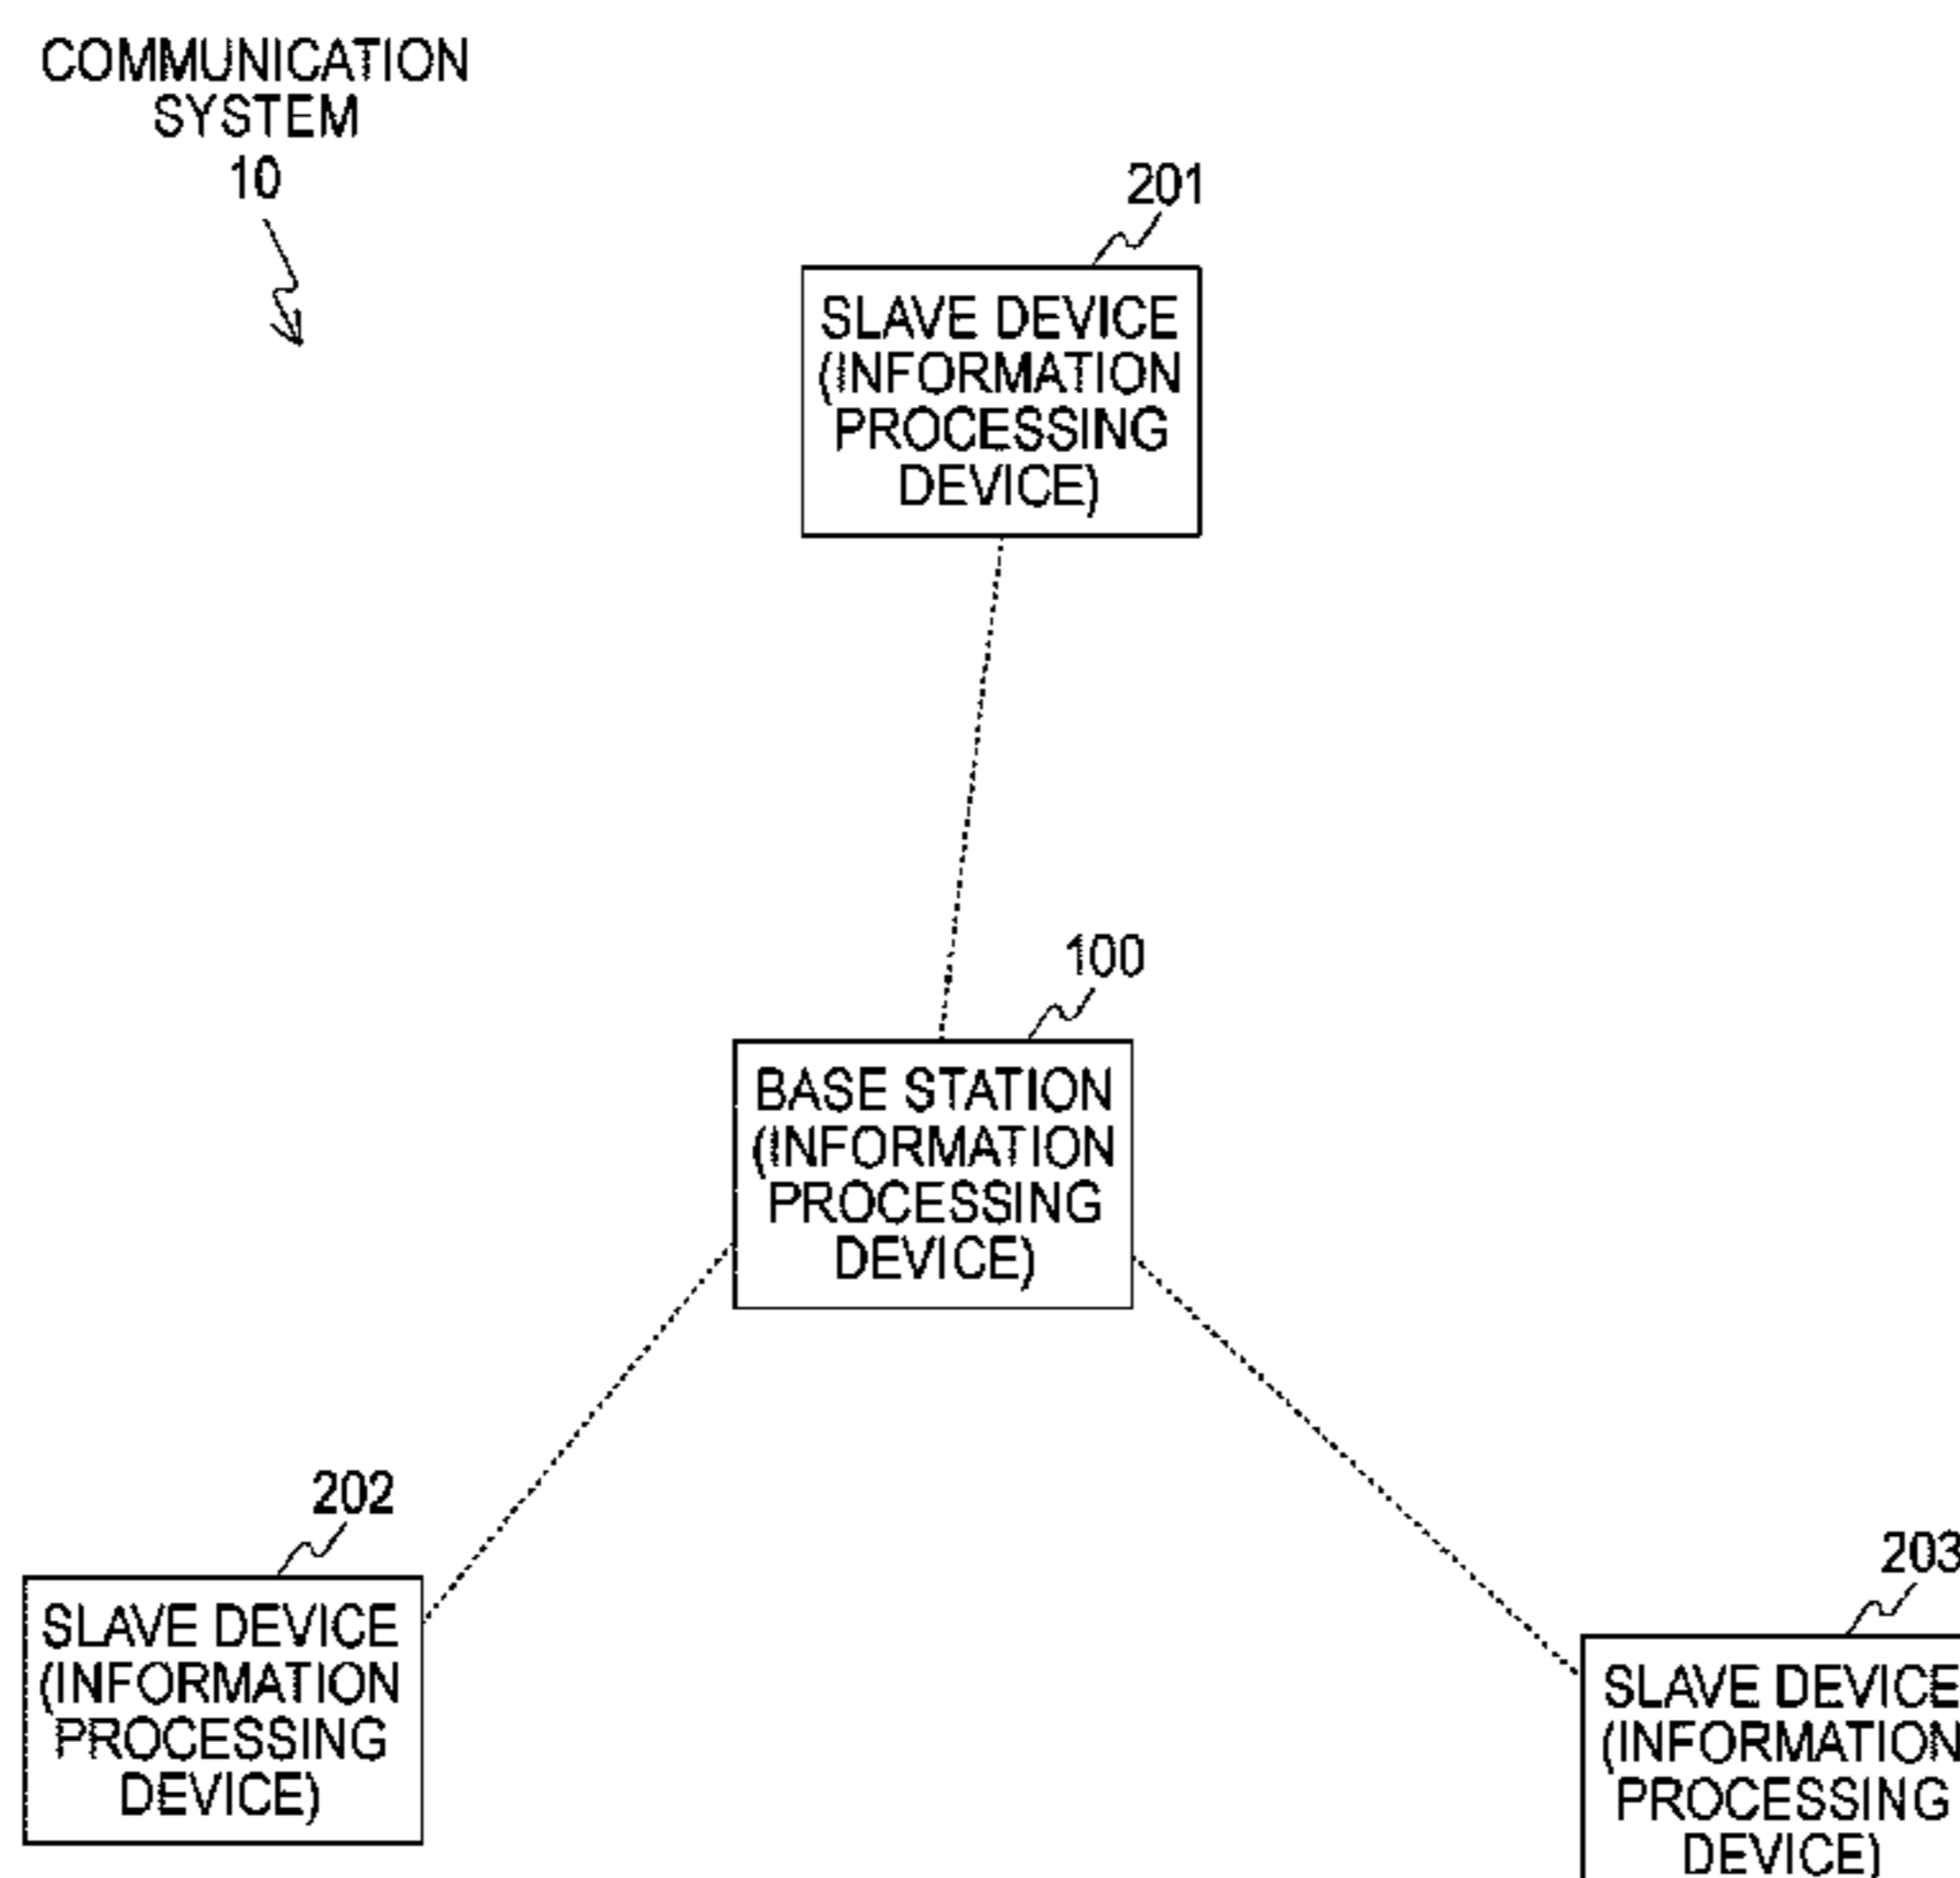 COMMUNICATION
SYSTEM
10
201
SLAVE DEVICE
(INFORMATION
PROCESSING
DEVICE)
100
BASE STATION
(INFORMATION
PROCESSING
DEVICE)
202
SLAVE DEVICE
(INFORMATION
PROCESSING
DEVICE)
203
SLAVE DEVICE
(INFORMATION
PROCESSING
DEVICE)